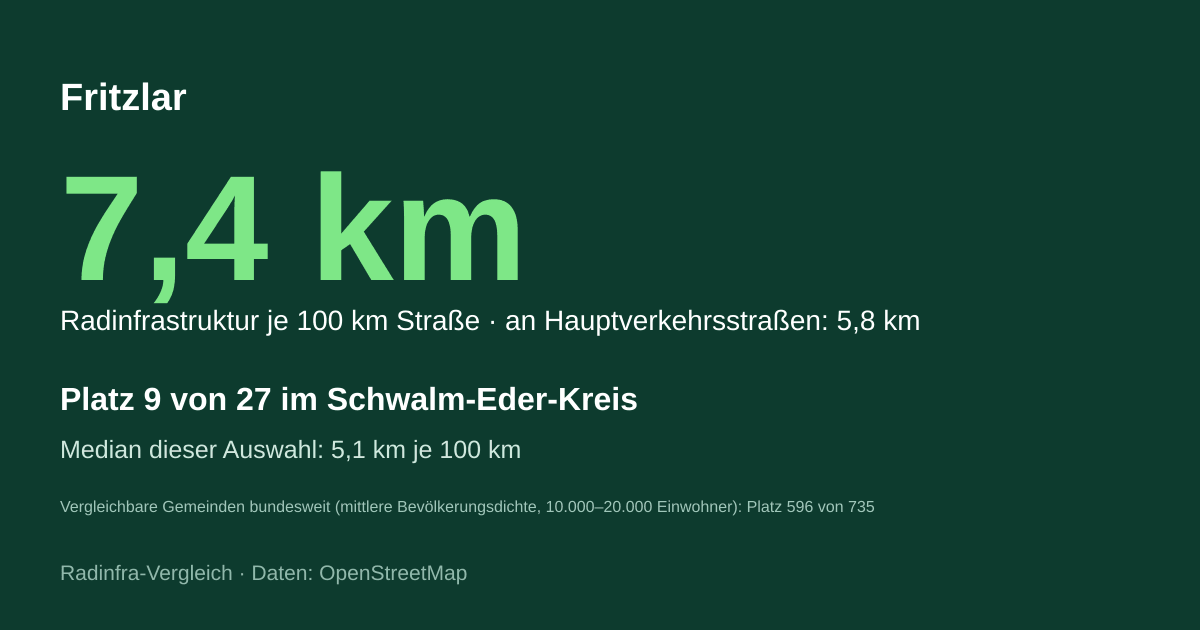 Fritzlar
7,4 km
Radinfrastruktur je 100 km Straße · an Hauptverkehrsstraßen: 5,8 km
Platz 9 von 27 im Schwalm-Eder-Kreis
Median dieser Auswahl: 5,1 km je 100 km
Vergleichbare Gemeinden bundesweit (mittlere Bevölkerungsdichte, 10.000–20.000 Einwohner): Platz 596 von 735
Radinfra-Vergleich · Daten: OpenStreetMap